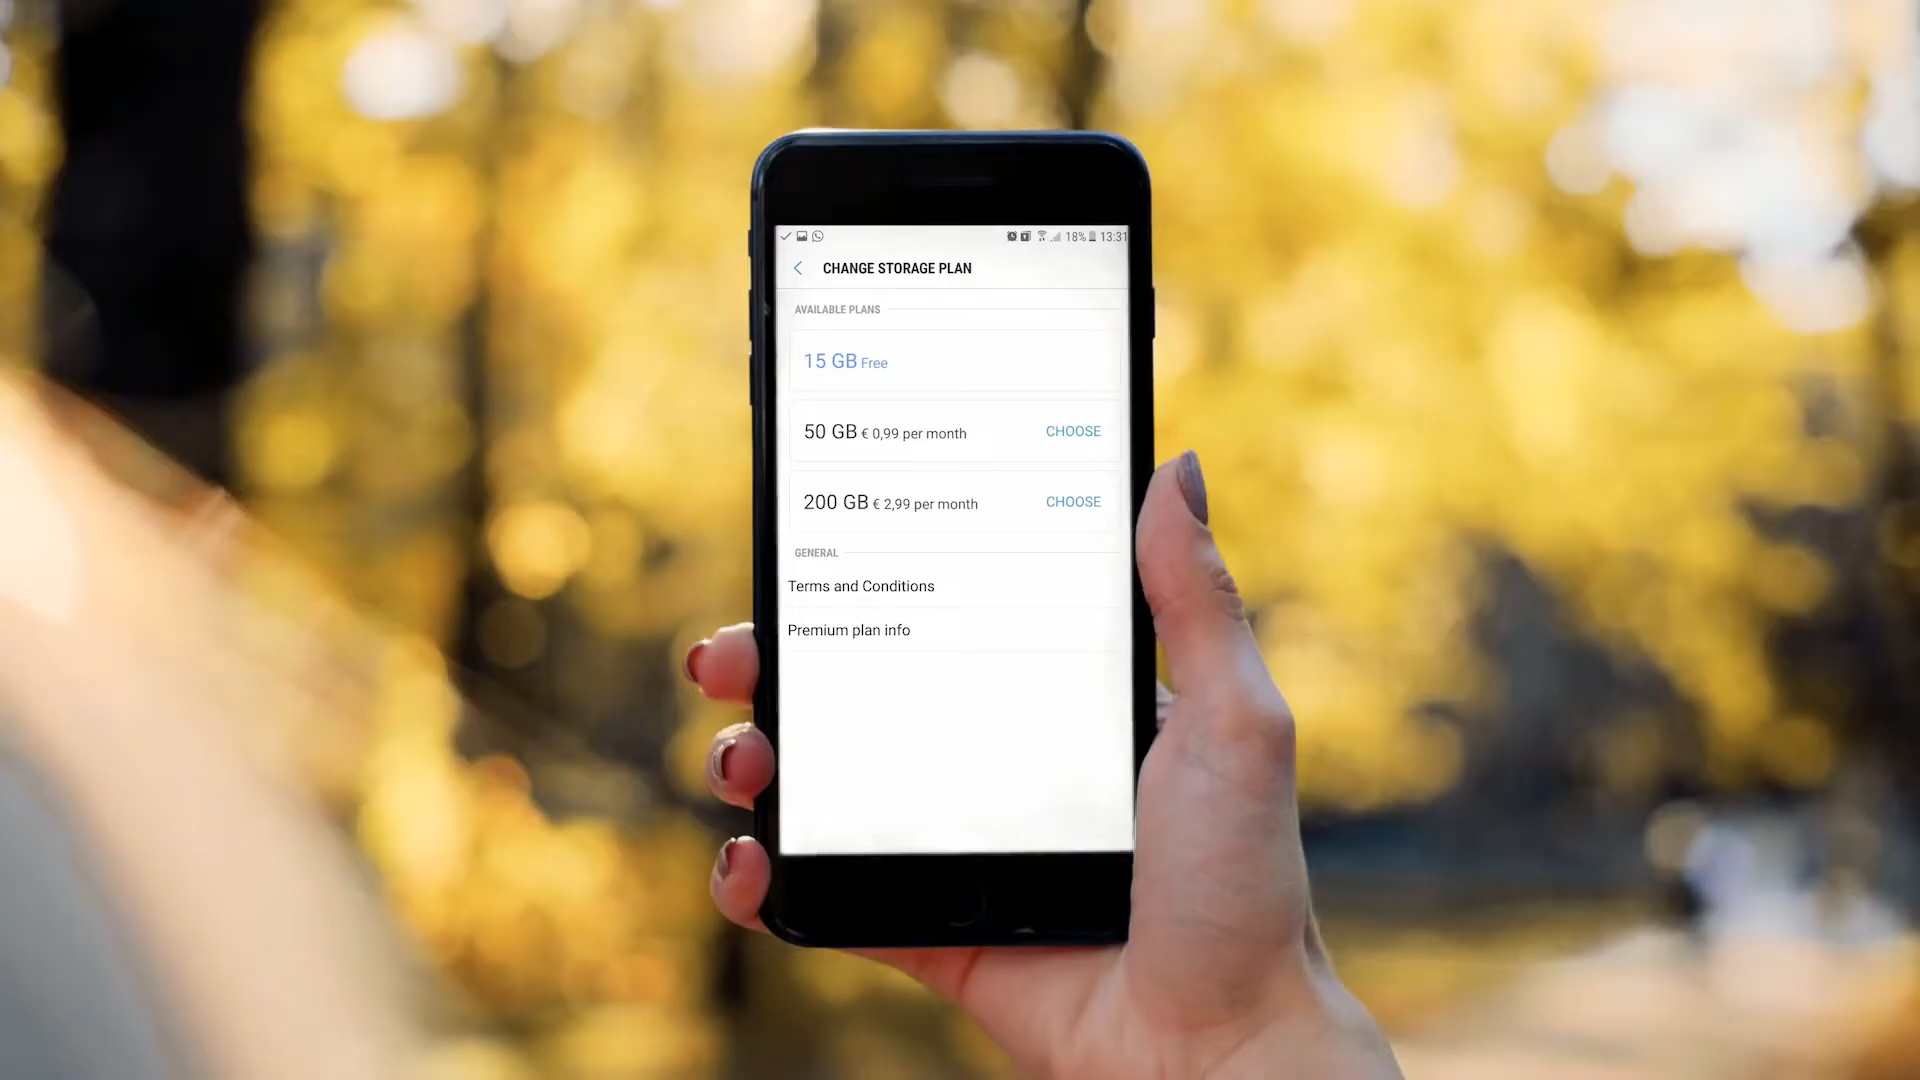 18% 13:31
CHANGE STORAGE PLAN
AVAILABLE PLANS
15 GB Free
50 GB € 0,99 per month CHOOSE
200 GB € 2,99 per month CHOOSE
GENERAL
Terms and Conditions
Premium plan info